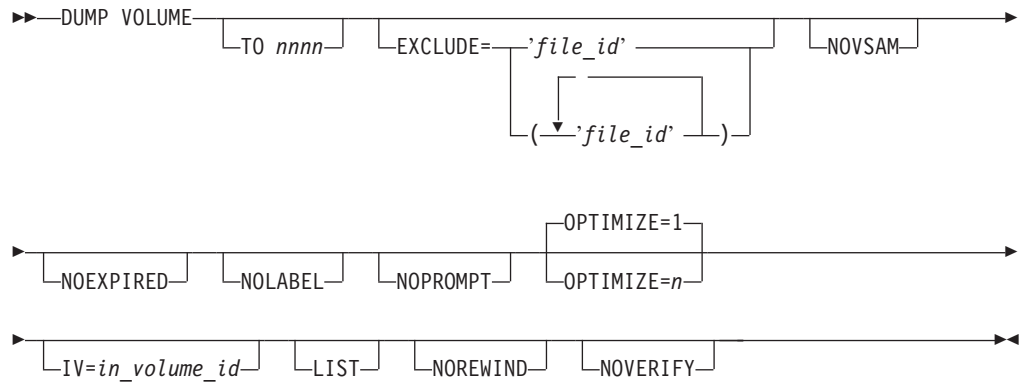 DUMP VOLUME
TO nnnn
EXCLUDE= 'file_id'
( 'file_id' )
NOVSAM
OPTIMIZE=1
NOEXPIRED NOLABEL NOPROMPT OPTIMIZE=n
IV=in_volume_id LIST NOREWIND NOVERIFY